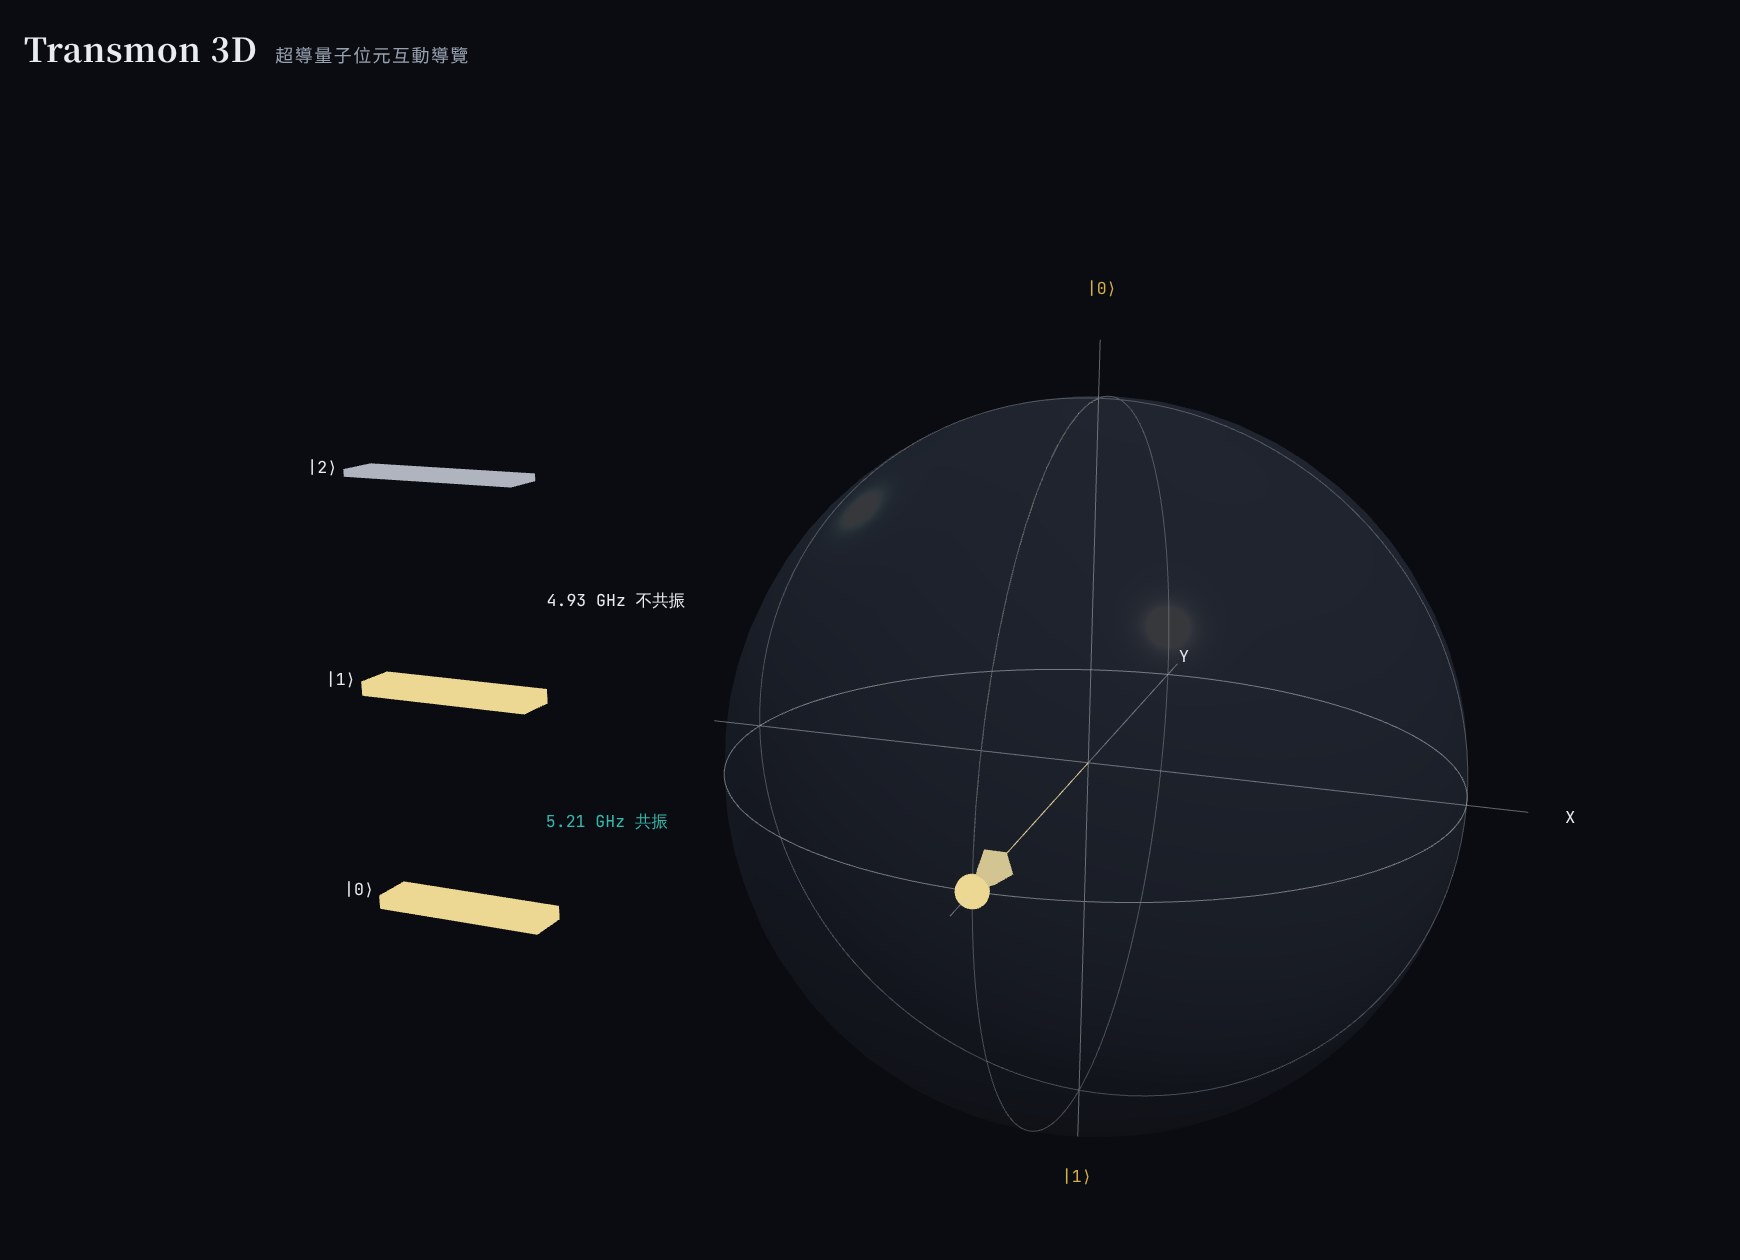 Transmon 3D 超導量子位元互動導覽
|0⟩
|2⟩
4.93 GHz 不共振
Y
|1⟩
X
5.21 GHz 共振
|0⟩
|1⟩